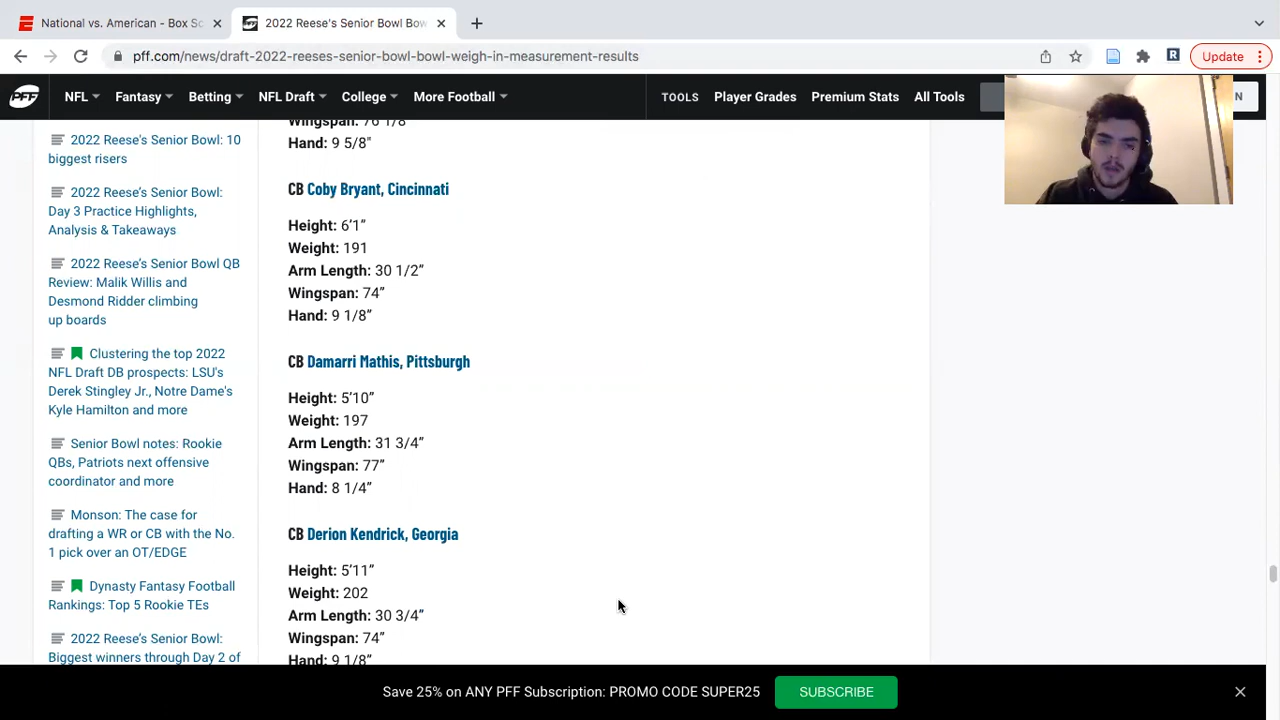 National vs. American - Box Sc
2022 Reese's Senior Bowl Bow
pff.com/news/draft-2022-reeses-senior-bowl-bowl-weigh-in-measurement-results
R
Update
PFF
NFL
Fantasy
Betting
NFL Draft
College
More Football
TOOLS
Player Grades
Premium Stats
All Tools
N
2022 Reese's Senior Bowl: 10
biggest risers
2022 Reese's Senior Bowl:
Day 3 Practice Highlights,
Analysis & Takeaways
2022 Reese's Senior Bowl QB
Review: Malik Willis and
Desmond Ridder climbing
up boards
Clustering the top 2022
NFL Draft DB prospects: LSU's
Derek Stingley Jr., Notre Dame's
Kyle Hamilton and more
Senior Bowl notes: Rookie
QBs, Patriots next offensive
coordinator and more
Monson: The case for
drafting a WR or CB with the No.
1 pick over an OT/EDGE
Dynasty Fantasy Football
Rankings: Top 5 Rookie TEs
2022 Reese's Senior Bowl:
Biggest winners through Day 2 of
Wingspan: 76 1/8
Hand: 9 5/8"
CB Coby Bryant, Cincinnati
Height: 6’1”
Weight: 191
Arm Length: 30 1/2”
Wingspan: 74”
Hand: 9 1/8”
CB Damarri Mathis, Pittsburgh
Height: 5’10”
Weight: 197
Arm Length: 31 3/4”
Wingspan: 77”
Hand: 8 1/4”
CB Derion Kendrick, Georgia
Height: 5’11”
Weight: 202
Arm Length: 30 3/4”
Wingspan: 74”
Hand: 9 1/8”
Save 25% on ANY PFF Subscription: PROMO CODE SUPER25
SUBSCRIBE